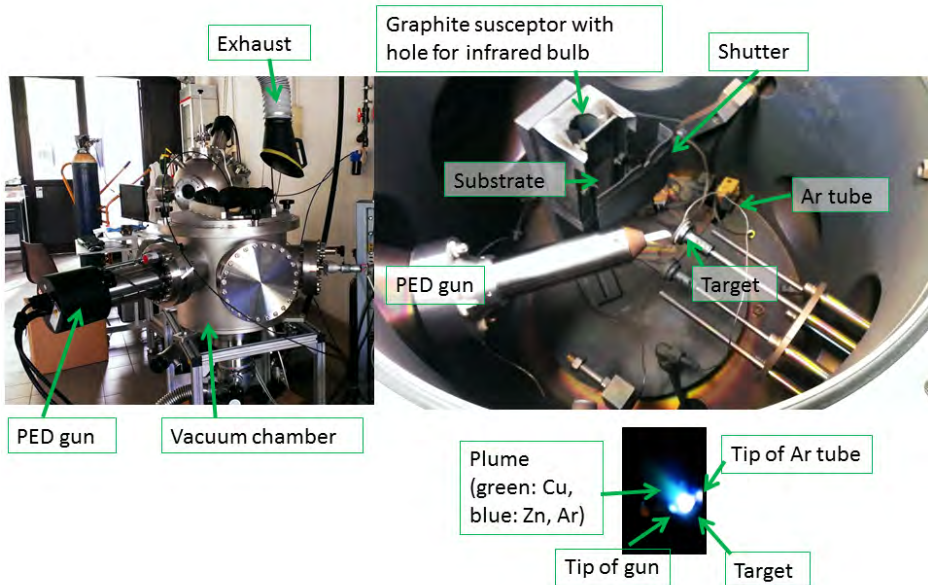 Exhaust
Graphite susceptor with
hole for infrared bulb
Shutter
Substrate
Ar tube
PED gun
Target
PED gun
Vacuum chamber
Plume
(green: Cu,
blue: Zn, Ar)
Tip of Ar tube
Tip of gun
Target